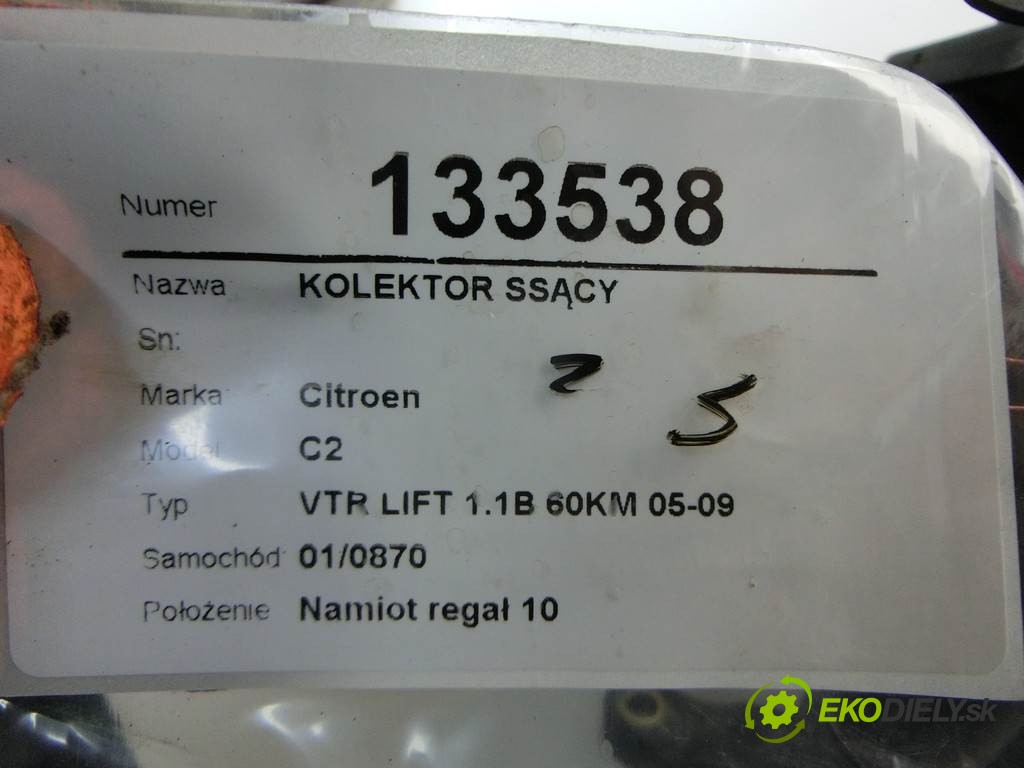 Numer 133538
Nazwa: KOLEKTOR SSĄCY
Sn:
Marka: Citroen
Model C2
Typ VTR LIFT 1.1B 60KM 05-09
Samochód: 01/0870
Położenie Namiot regał 10
EKODIELY.sk